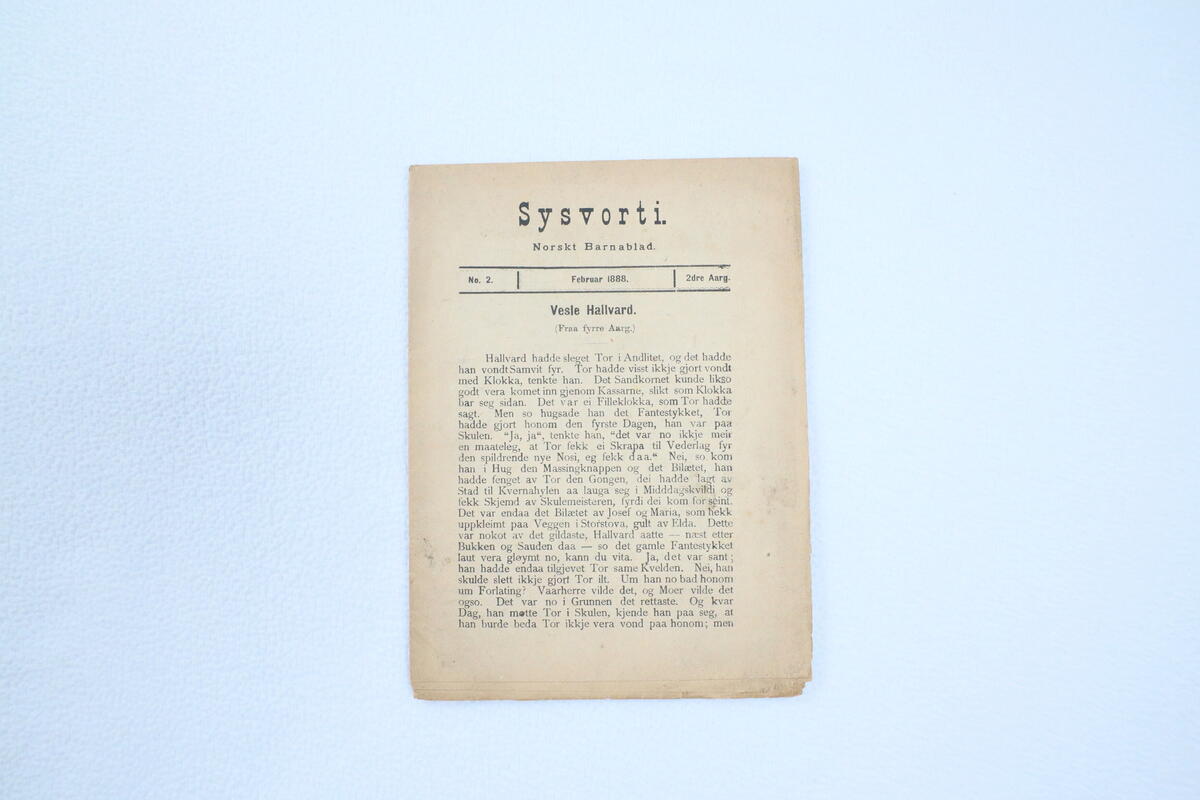 Sysvorti.
Norskt Barnablad.
No. 2.
Februar 1888.
2dre Aarg.
Vesle Hallvard.
(Fraa fyrre Aarg.)
Hallvard hadde sleget Tor i Andlitet, og det hadde
han vondt Samvit fyr. Tor hadde visst ikkje gjort vondt
med Klokka, tenkte han. Det Sandkornet kunde likso
godt vera komet inn gjenom Kassarne, slikt som Klokka
bar seg sidan. Det var ei Filleklokka, som Tor hadde
sagt. Men so hugsade han det Fantestykket, Tor
hadde gjort honom den fyrste Dagen, han var paa
Skulen. “Ja, ja“, tenkte han, “det var no ikkje meir
en maateleg, at Tor fekk ei Skrapa til Vederlag fyr
den spildrende nye Nosi, eg fekk daa.“ Nei, so kom
han i Hug den Massingknappen og det Bilætet, han
hadde fenget av Tor den Gongen, dei hadde lagt av
Stad til Kvernahylen aa lauga seg i Midddagskvildi og
fekk Skjemd av Skulemeisteren, fyrdi dei kom for seint.
Det var endaa det Bilætet av Josef og Maria, som hekk
uppkleimt paa Veggen i Storstova, gult av Elda. Dette
var nokot av det gildaste, Hallvard aatte — næst etter
Bukken og Sauden daa — so det gamle Fantestykket
laut vera gløymt no, kann du vita. Ja, det var sant;
han hadde endaa tilgjevet Tor same Kvelden. Nei, han
skulde slett ikkje gjort Tor ilt. Um han no bad honom
um Forlating? Vaarherre vilde det, og Moer vilde det
ogso. Det var no i Grunnen det rettaste. Og kvar
Dag, han møtte Tor i Skulen, kjende han paa seg, at
han burde beda Tor ikkje vera vond paa honom; men